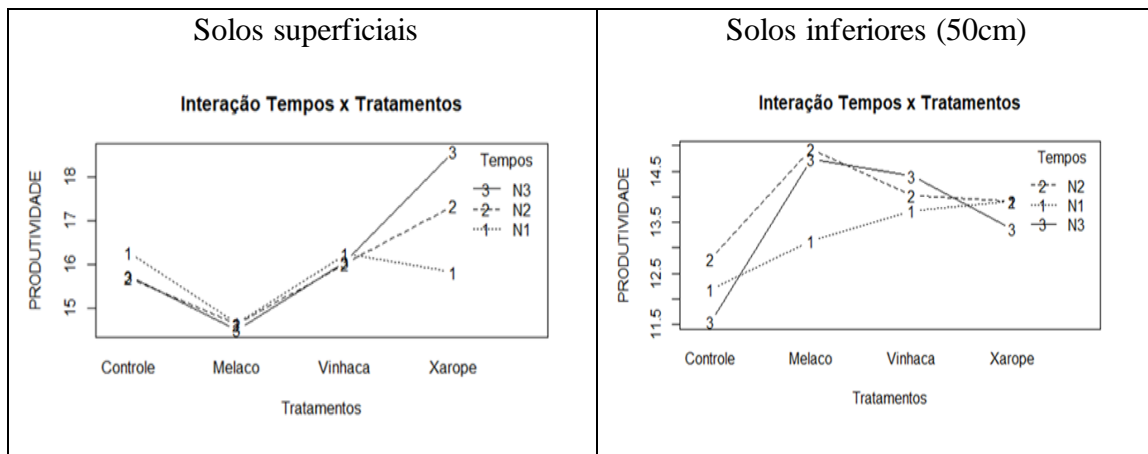 Solos superficiais
Interação Tempos x Tratamentos
PRODUTIVIDADE
18
17
16
15
Tempos
3 N3
2 N2
1 N1
Controle Melaco Vinhaca Xarope
Tratamentos
Solos inferiores (50cm)
Interação Tempos x Tratamentos
PRODUTIVIDADE
14.5
13.5
12.5
11.5
Tempos
2 N2
1 N1
3 N3
Controle Melaco Vinhaca Xarope
Tratamentos